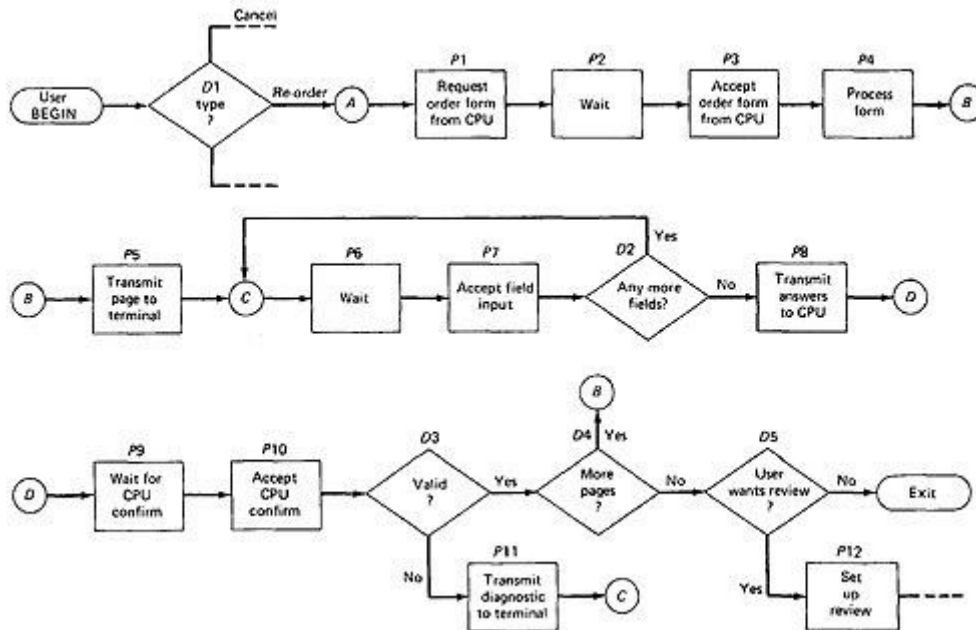 Cancel
User
BEGIN
D1
type
?
Re-order
A
P1
Request
order form
from CPU
P2
Wait
P3
Accept
order form
from CPU
P4
Process
form
B
B
P5
Transmit
page to
terminal
C
P6
Wait
P7
Accept field
input
D2
Any more
fields?
Yes
No
P8
Transmit
answers
to CPU
D
D
P9
Wait for
CPU
confirm
P10
Accept
CPU
confirm
D3
Valid
?
Yes
No
P11
Transmit
diagnostic
to terminal
C
B
D4
Yes
More
pages
?
No
D5
User
wants review
?
No
Exit
Yes
P12
Set
up
review